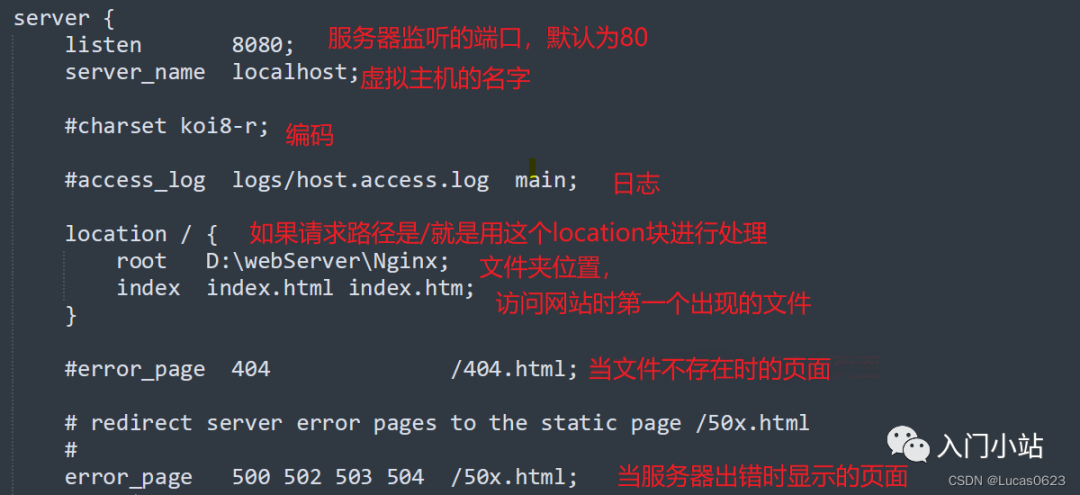 server {
listen 8080; 服务器监听的端口，默认为80
server_name localhost; 虚拟主机的名字
#charset koi8-r; 编码
#access_log logs/host.access.log main; 日志
location / { 如果请求路径是/就是用这个location块进行处理
root D:\webServer\Nginx; 文件夹位置，
index index.html index.htm; 访问网站时第一个出现的文件
}
#error_page 404 /404.html; 当文件不存在时的页面
# redirect server error pages to the static page /50x.html
#
error_page 500 502 503 504 /50x.html; 当服务器出错时显示的页面
入门小站
CSDN @Lucas0623